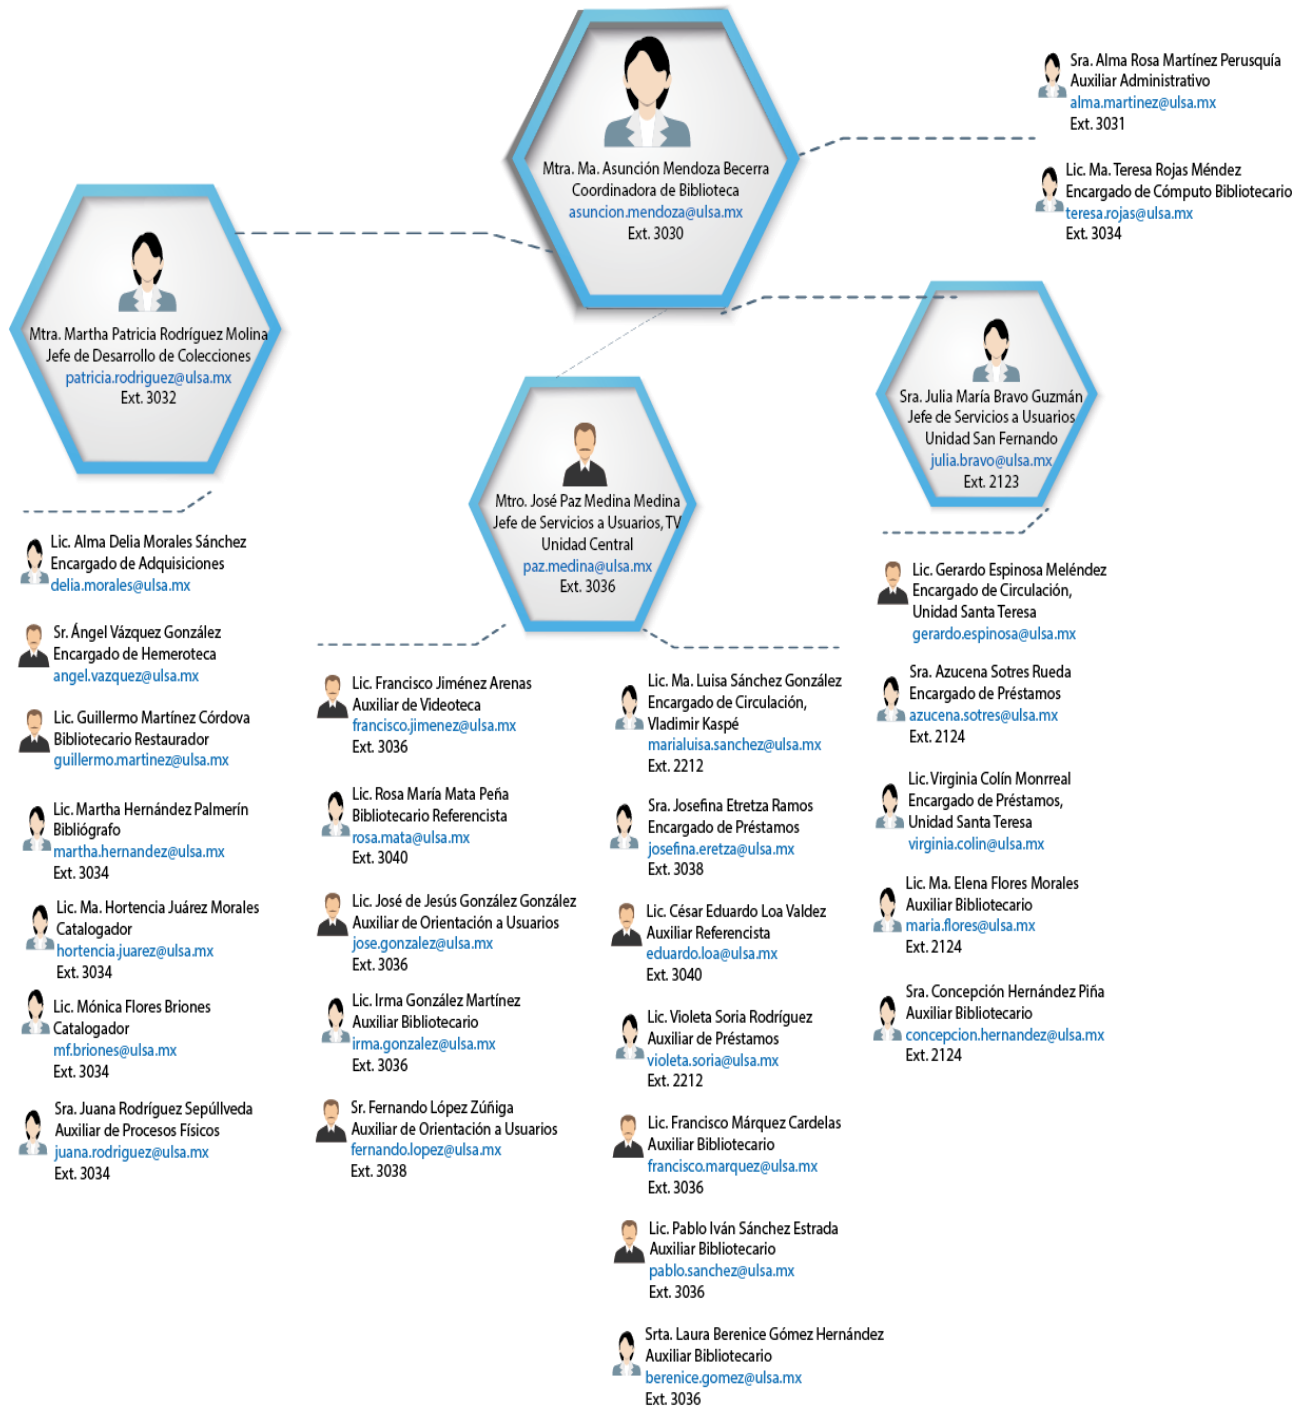 Mtra. Ma. Asunción Mendoza Becerra
Coordinadora de Biblioteca
asuncion.mendoza@ulsa.mx
Ext. 3030
Sra. Alma Rosa Martínez Perusquía
Auxiliar Administrativo
alma.martinez@ulsa.mx
Ext. 3031
Lic. Ma. Teresa Rojas Méndez
Encargado de Cómputo Bibliotecario
teresa.rojas@ulsa.mx
Ext. 3034
Mtra. Martha Patricia Rodríguez Molina
Jefe de Desarrollo de Colecciones
patricia.rodriguez@ulsa.mx
Ext. 3032
Mtro. José Paz Medina Medina
Jefe de Servicios a Usuarios, TV
Unidad Central
paz.medina@ulsa.mx
Ext. 3036
Sra. Julia María Bravo Guzmán
Jefe de Servicios a Usuarios
Unidad San Fernando
julia.bravo@ulsa.mx
Ext. 2123
Lic. Alma Delia Morales Sánchez
Encargado de Adquisiciones
delia.morales@ulsa.mx
Sr. Ángel Vázquez González
Encargado de Hemeroteca
angel.vazquez@ulsa.mx
Lic. Guillermo Martínez Córdova
Bibliotecario Restaurador
guillermo.martinez@ulsa.mx
Lic. Martha Hernández Palmerín
Bibliógrafo
martha.hernandez@ulsa.mx
Ext. 3034
Lic. Ma. Hortencia Juárez Morales
Catalogador
hortencia.juarez@ulsa.mx
Ext. 3034
Lic. Mónica Flores Briones
Catalogador
mf.briones@ulsa.mx
Ext. 3034
Sra. Juana Rodríguez Sepúllveda
Auxiliar de Procesos Físicos
juana.rodriguez@ulsa.mx
Ext. 3034
Lic. Francisco Jiménez Arenas
Auxiliar de Videoteca
francisco.jimenez@ulsa.mx
Ext. 3036
Lic. Rosa María Mata Peña
Bibliotecario Referencista
rosa.mata@ulsa.mx
Ext. 3040
Lic. José de Jesús González González
Auxiliar de Orientación a Usuarios
jose.gonzalez@ulsa.mx
Ext. 3036
Lic. Irma González Martínez
Auxiliar Bibliotecario
irma.gonzalez@ulsa.mx
Ext. 3036
Sr. Fernando López Zúñiga
Auxiliar de Orientación a Usuarios
fernando.lopez@ulsa.mx
Ext. 3038
Lic. Ma. Luisa Sánchez González
Encargado de Circulación,
Vladimir Kaspé
marialuisa.sanchez@ulsa.mx
Ext. 2212
Sra. Josefina Etretza Ramos
Encargado de Préstamos
josefina.eretza@ulsa.mx
Ext. 3038
Lic. César Eduardo Loa Valdez
Auxiliar Referencista
eduardo.loa@ulsa.mx
Ext. 3040
Lic. Violeta Soria Rodríguez
Auxiliar de Préstamos
violeta.soria@ulsa.mx
Ext. 2212
Lic. Francisco Márquez Cardelas
Auxiliar Bibliotecario
francisco.marquez@ulsa.mx
Ext. 3036
Lic. Pablo Iván Sánchez Estrada
Auxiliar Bibliotecario
pablo.sanchez@ulsa.mx
Ext. 3036
Srta. Laura Berenice Gómez Hernández
Auxiliar Bibliotecario
berenice.gomez@ulsa.mx
Ext. 3036
Lic. Gerardo Espinosa Meléndez
Encargado de Circulación,
Unidad Santa Teresa
gerardo.espinosa@ulsa.mx
Sra. Azucena Sotres Rueda
Encargado de Préstamos
azucena.sotres@ulsa.mx
Ext. 2124
Lic. Virginia Colín Monrreal
Encargado de Préstamos,
Unidad Santa Teresa
virginia.colin@ulsa.mx
Lic. Ma. Elena Flores Morales
Auxiliar Bibliotecario
maria.flores@ulsa.mx
Ext. 2124
Sra. Concepción Hernández Piña
Auxiliar Bibliotecario
concepcion.hernandez@ulsa.mx
Ext. 2124